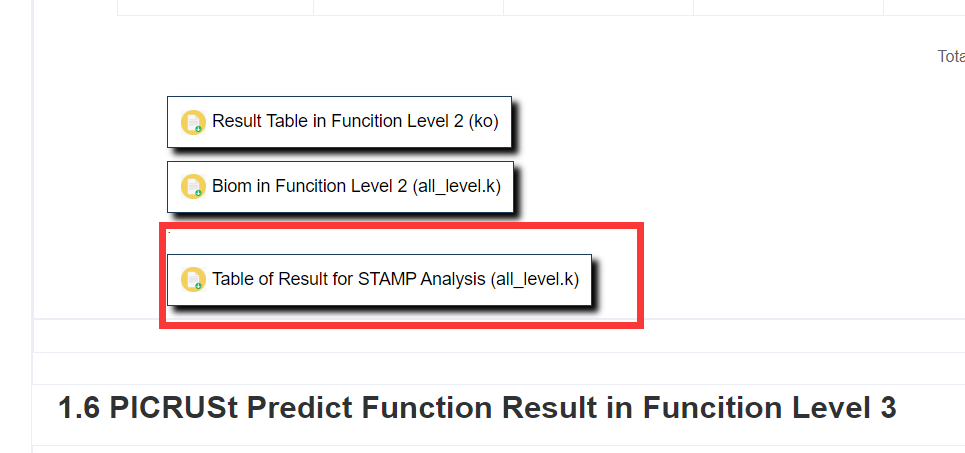 Tota
Result Table in Funcition Level 2 (ko)
Biom in Funcition Level 2 (all_level.k)
.
Table of Result for STAMP Analysis (all_level.k)
1.6 PICRUSt Predict Function Result in Funcition Level 3